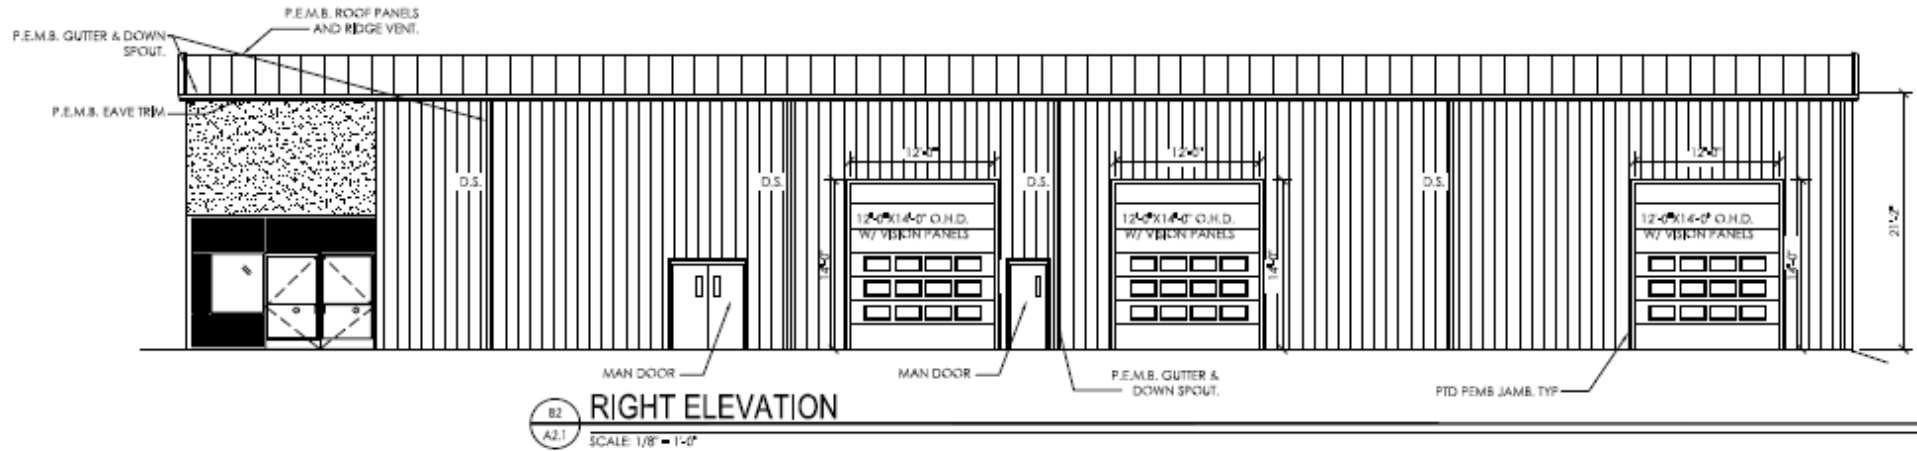 P.E.M.B. ROOF PANELS
AND RIDGE VENT.
P.E.M.B. GUTTER & DOWN
SPOUT.
P.E.M.B. EAVE TRIM
D.S.
D.S.
D.S.
D.S.
12'-0"
12'-0"
12'-0"
12'-0"X14'-0" O.H.D.
W/ VISION PANELS
12'-0"X14'-0" O.H.D.
W/ VISION PANELS
12'-0"X14'-0" O.H.D.
W/ VISION PANELS
14'-0"
14'-0"
14'-0"
21'-2"
MAN DOOR
MAN DOOR
P.E.M.B. GUTTER &
DOWN SPOUT.
PTD PEMB JAMB. TYP
B2
A2.1
RIGHT ELEVATION
SCALE: 1/8" = 1'-0"